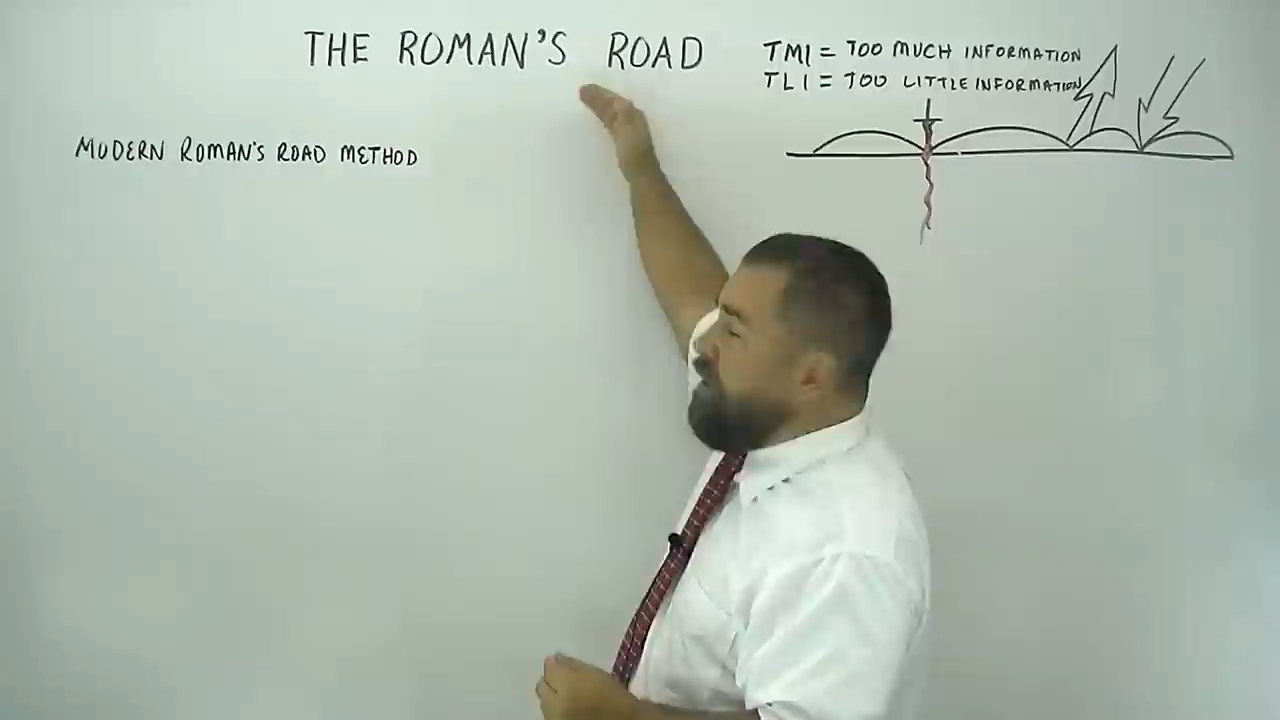 THE ROMAN'S ROAD
TMI = TOO MUCH INFORMATION
TLI = TOO LITTLE INFORMATION
MODERN ROMAN'S ROAD METHOD